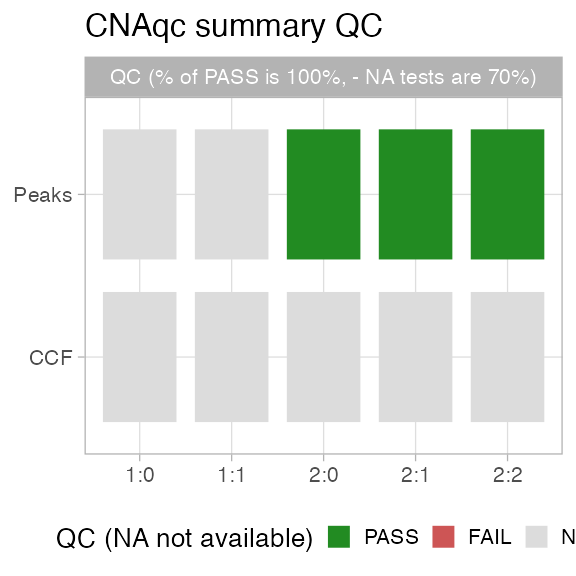 CNAqc summary QC
QC (% of PASS is 100%, - NA tests are 70%)
Peaks
CCF
1:0 1:1 2:0 2:1 2:2
QC (NA not available) PASS FAIL N